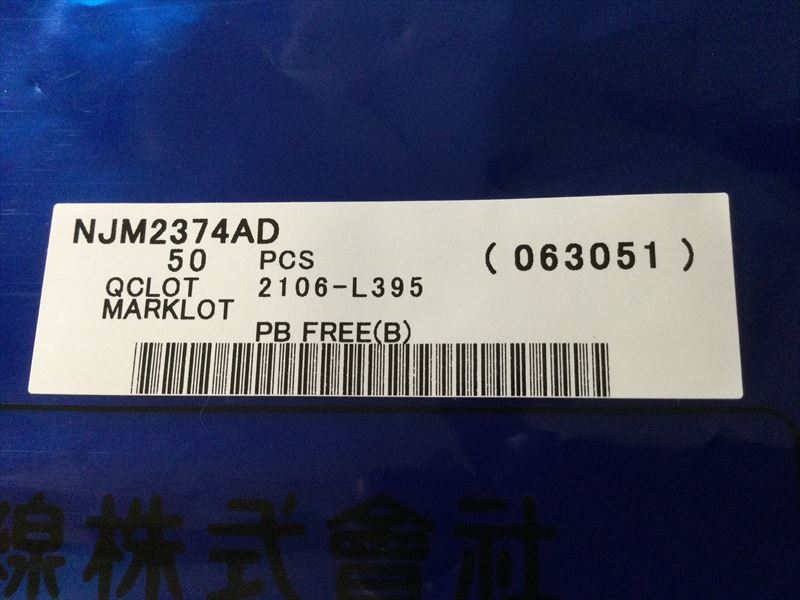 NJM2374AD
50 PCS ( 063051 )
QCLOT 2106-L395
MARKLOT
PB FREE(B)
線株式會社